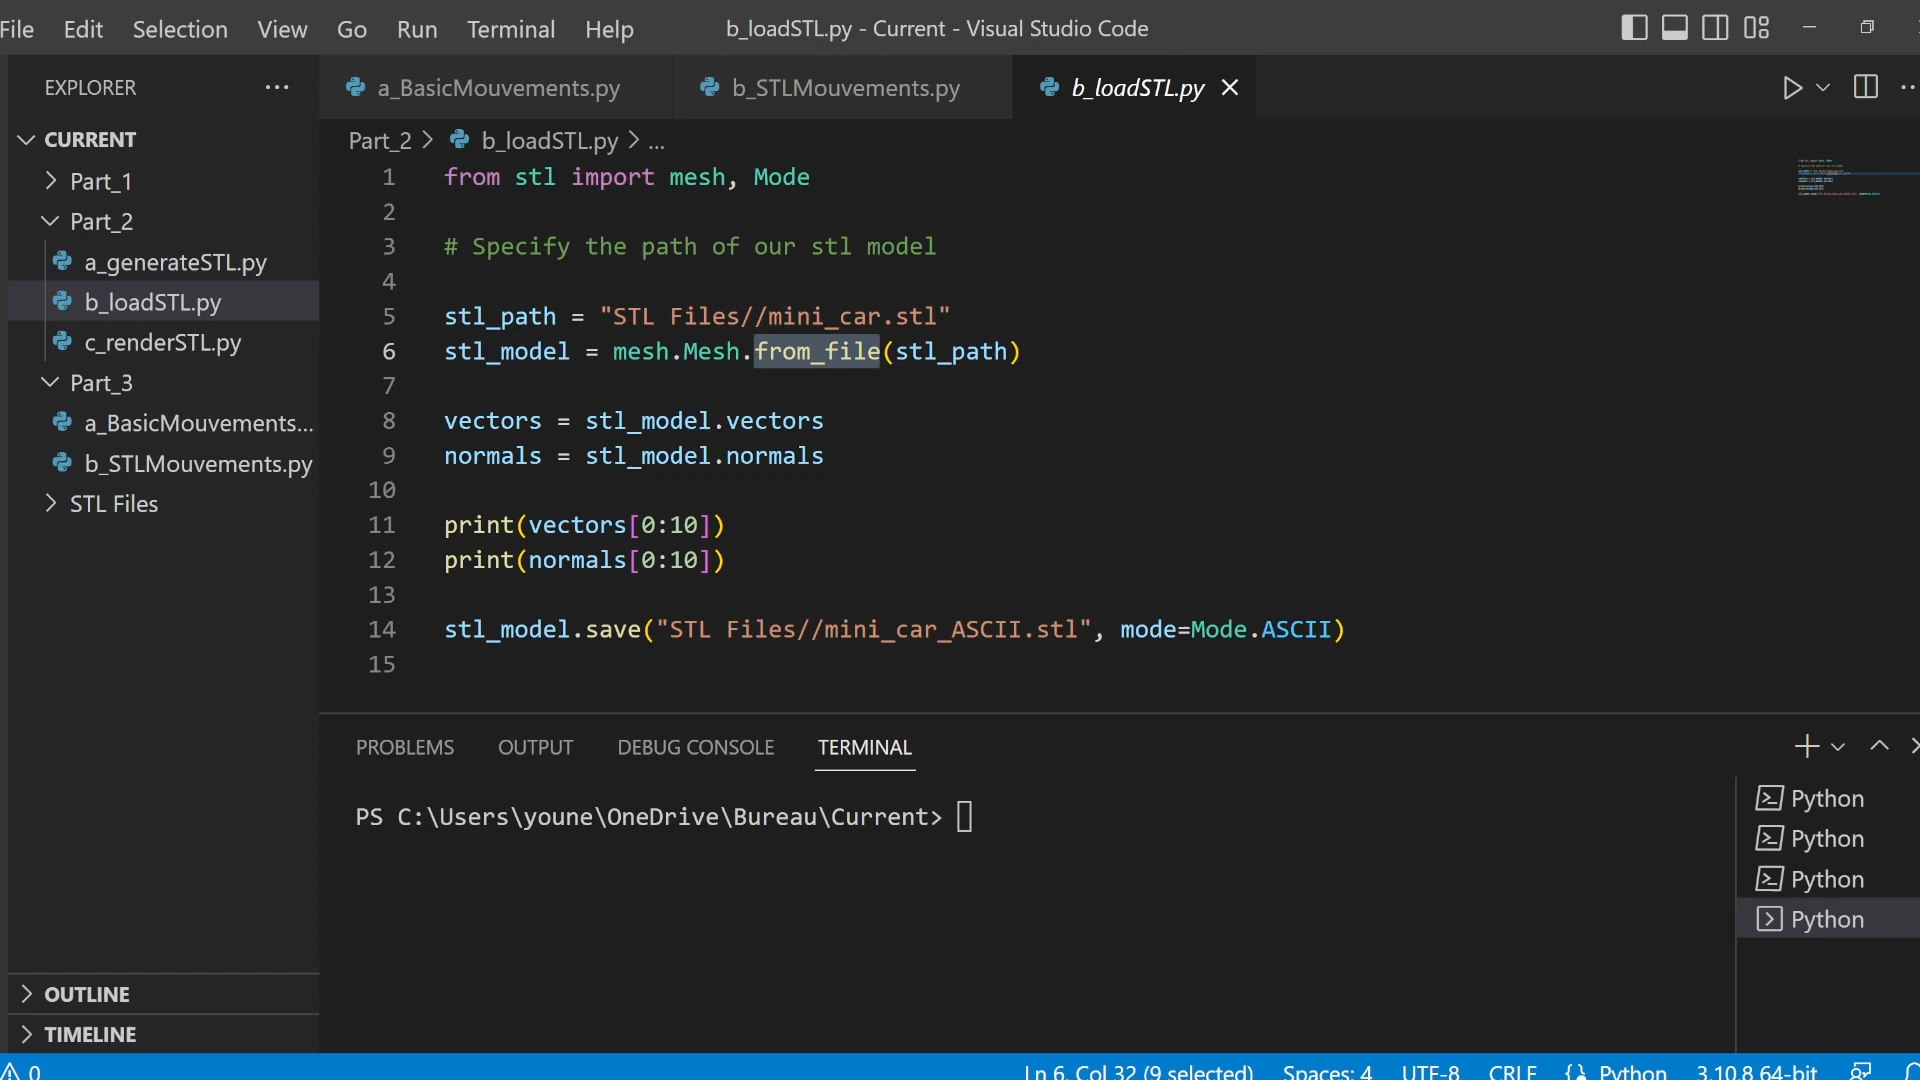 File Edit Selection View Go Run Terminal Help b_loadSTL.py - Current - Visual Studio Code
EXPLORER
a_BasicMouvements.py b_STLMouvements.py b_loadSTL.py
CURRENT
Part_1
Part_2
a_generateSTL.py
b_loadSTL.py
c_renderSTL.py
Part_3
a_BasicMouvements...
b_STLMouvements.py
STL Files
OUTLINE
TIMELINE
Part_2 > b_loadSTL.py > ...
1 from stl import mesh, Mode
2
3 # Specify the path of our stl model
4
5 stl_path = "STL Files//mini_car.stl"
6 stl_model = mesh.Mesh.from_file(stl_path)
7
8 vectors = stl_model.vectors
9 normals = stl_model.normals
10
11 print(vectors[0:10])
12 print(normals[0:10])
13
14 stl_model.save("STL Files//mini_car_ASCII.stl", mode=Mode.ASCII)
15
PROBLEMS OUTPUT DEBUG CONSOLE TERMINAL
PS C:\Users\youne\OneDrive\Bureau\Current>
Python
Python
Python
Python
0 Ln 6, Col 32 (9 selected) Spaces: 4 UTF-8 CRLF Python 3.10.8 64-bit